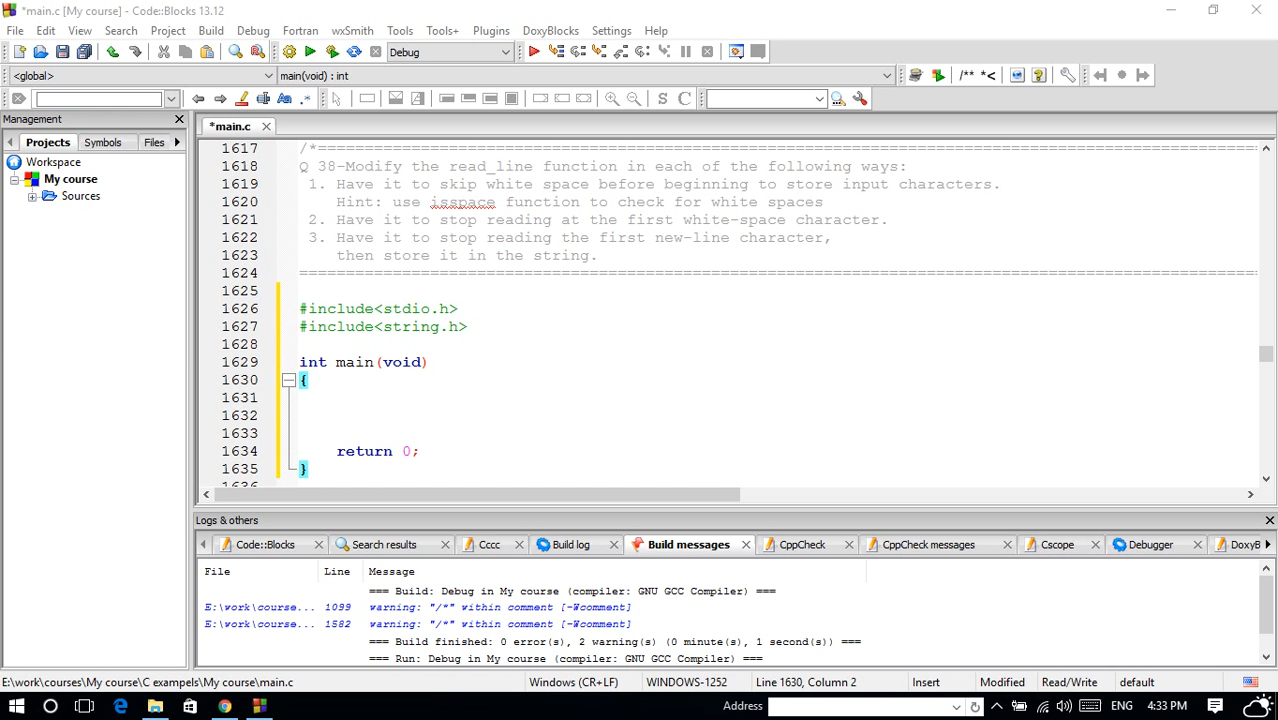 *main.c [My course] - Code::Blocks 13.12
File Edit View Search Project Build Debug Fortran wxSmith Tools Tools+ Plugins DoxyBlocks Settings Help
Debug
<global> main(void) : int
/** *<
Management
Projects Symbols Files
Workspace
My course
Sources
*main.c
1617 /*=====================================================================================================
1618 Q 38-Modify the read_line function in each of the following ways:
1619 1. Have it to skip white space before beginning to store input characters.
1620 Hint: use isspace function to check for white spaces
1621 2. Have it to stop reading at the first white-space character.
1622 3. Have it to stop reading the first new-line character,
1623 then store it in the string.
1624 =======================================================================================================
1625
1626 #include<stdio.h>
1627 #include<string.h>
1628
1629 int main(void)
1630 {
1631
1632
1633
1634 return 0;
1635 }
1636
Logs & others
Code::Blocks Search results Cccc Build log Build messages CppCheck CppCheck messages Cscope Debugger DoxyB
File Line Message
=== Build: Debug in My course (compiler: GNU GCC Compiler) ===
E:\work\course... 1099 warning: "/*" within comment [-Wcomment]
E:\work\course... 1582 warning: "/*" within comment [-Wcomment]
=== Build finished: 0 error(s), 2 warning(s) (0 minute(s), 1 second(s)) ===
=== Run: Debug in My course (compiler: GNU GCC Compiler) ===
E:\work\courses\My course\C exampels\My course\main.c Windows (CR+LF) WINDOWS-1252 Line 1630, Column 2 Insert Modified Read/Write default
Address ENG 4:33 PM